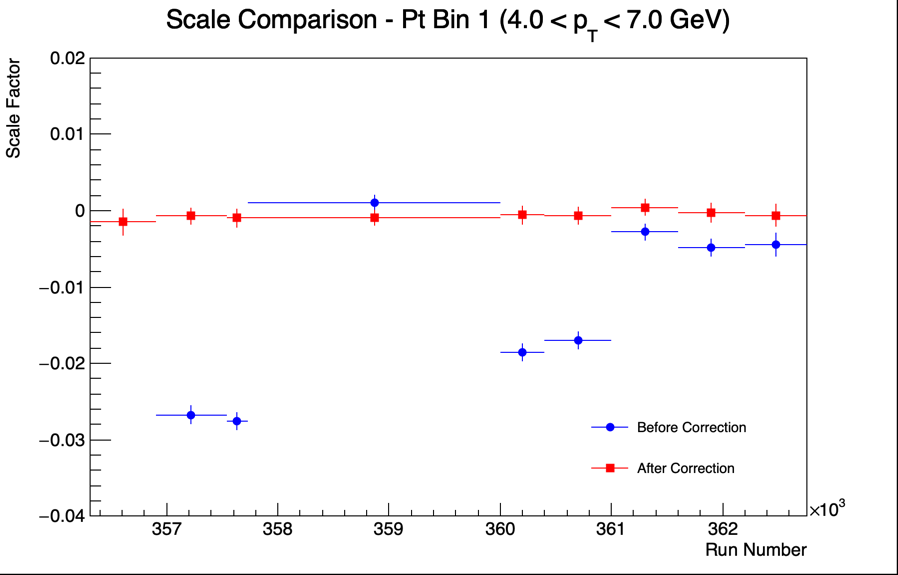 Scale Comparison - Pt Bin 1 (4.0 < p_T < 7.0 GeV)
Scale Factor
0.02
0.01
0
−0.01
−0.02
−0.03
−0.04
Before Correction
After Correction
357 358 359 360 361 362
×10³
Run Number